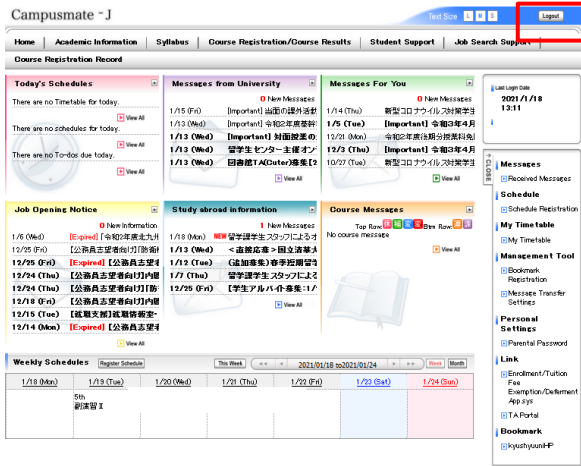 Campusmate-J
Text Size L M S
Logout
Home Academic Information Syllabus Course Registration/Course Results Student Support Job Search Support
Course Registration Record
Today's Schedules
There are no Timetable for today.
View All
There are no schedules for today.
View All
There are no To-dos due today.
View All
Messages from University
0 New Messages
1/15 (Fri) [Important] 当面の課外活動
1/13 (Wed) [Important] 令和2年度基幹
1/13 (Wed) [Important] 対面授業の
1/13 (Wed) 留学生センター主催オン
1/13 (Wed) 図書館TA(Cuter)募集【2
View All
Messages For You
0 New Messages
1/14 (Thu) 新型コロナウイルス対策学生
1/5 (Tue) [Important] 令和3年4月
12/21 (Mon) 令和2年度後期分授業料免
12/3 (Thu) [Important] 令和3年4月
10/27 (Tue) 新型コロナウイルス対策学生
View All
Last Login Date
2021/1/18
13:11
CLOSE
Messages
Received Messages
Schedule
Schedule Registration
My Timetable
My Timetable
Management Tool
Bookmark
Registration
Message Transfer
Settings
Personal
Settings
Parental Password
Link
Enrollment/Tuition
Fee
Exemption/Deferment
App.sys
TA Portal
Bookmark
kyushyuuniHP
Job Opening Notice
0 New Information
1/6 (Wed) [Expired]「令和2年度北九州
12/25 (Fri) 【公務員志望者向け】「防衛
12/25 (Fri) [Expired] 【公務員志望者
12/24 (Thu) 【公務員志望者向け】内閣
12/24 (Thu) 【公務員志望者向け】「防
12/18 (Fri) 【公務員志望者向け】内閣
12/15 (Tue) 【就職支援】就職情報室
12/14 (Mon) [Expired] 【公務員志望者
View All
Study abroad information
1 New Messages
1/18 (Mon) NEW 留学課学生スタッフによるオ
1/13 (Wed) <直接応募>国立清華大
1/12 (Tue) (追加募集)春季短期留学
1/7 (Thu) 留学課学生スタッフによる
12/25 (Fri) 【学生アルバイト募集:1/
View All
Course Messages
Top Row: 休 補 変 Btm Row:
No course message
View All
Weekly Schedules Register Schedule This Week 2021/01/18 to2021/01/24 Week Month
1/18 (Mon) 1/19 (Tue) 1/20 (Wed) 1/21 (Thu) 1/22 (Fri) 1/23 (Sat) 1/24 (Sun)
5th
副演習Ⅱ